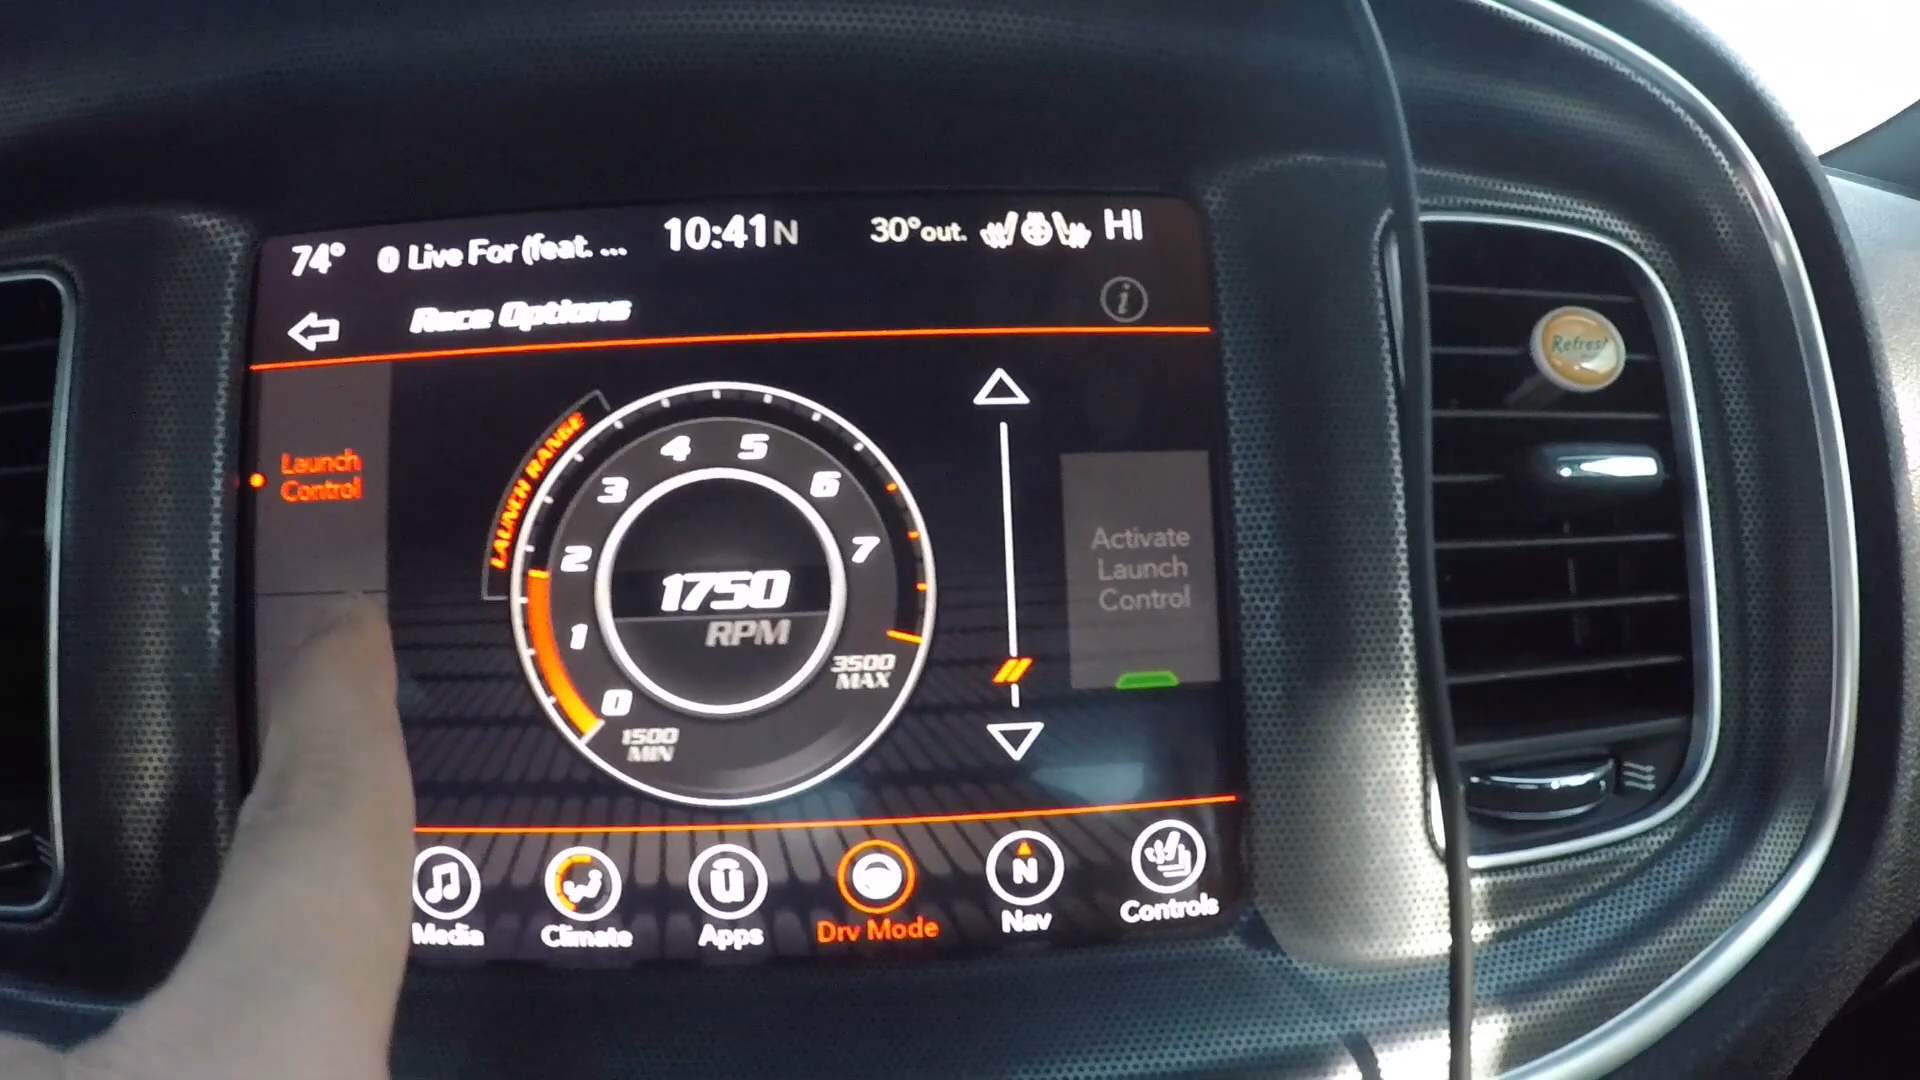 74° Live For (feat. ... 10:41 N 30°out. HI
Race Options
i
Launch
Control
LAUNCH RANGE
0
1
2
3
4
5
6
7
1750
RPM
1500
MIN
3500
MAX
Activate
Launch
Control
Refresh
Media
Climate
Apps
Drv Mode
N
Nav
Controls